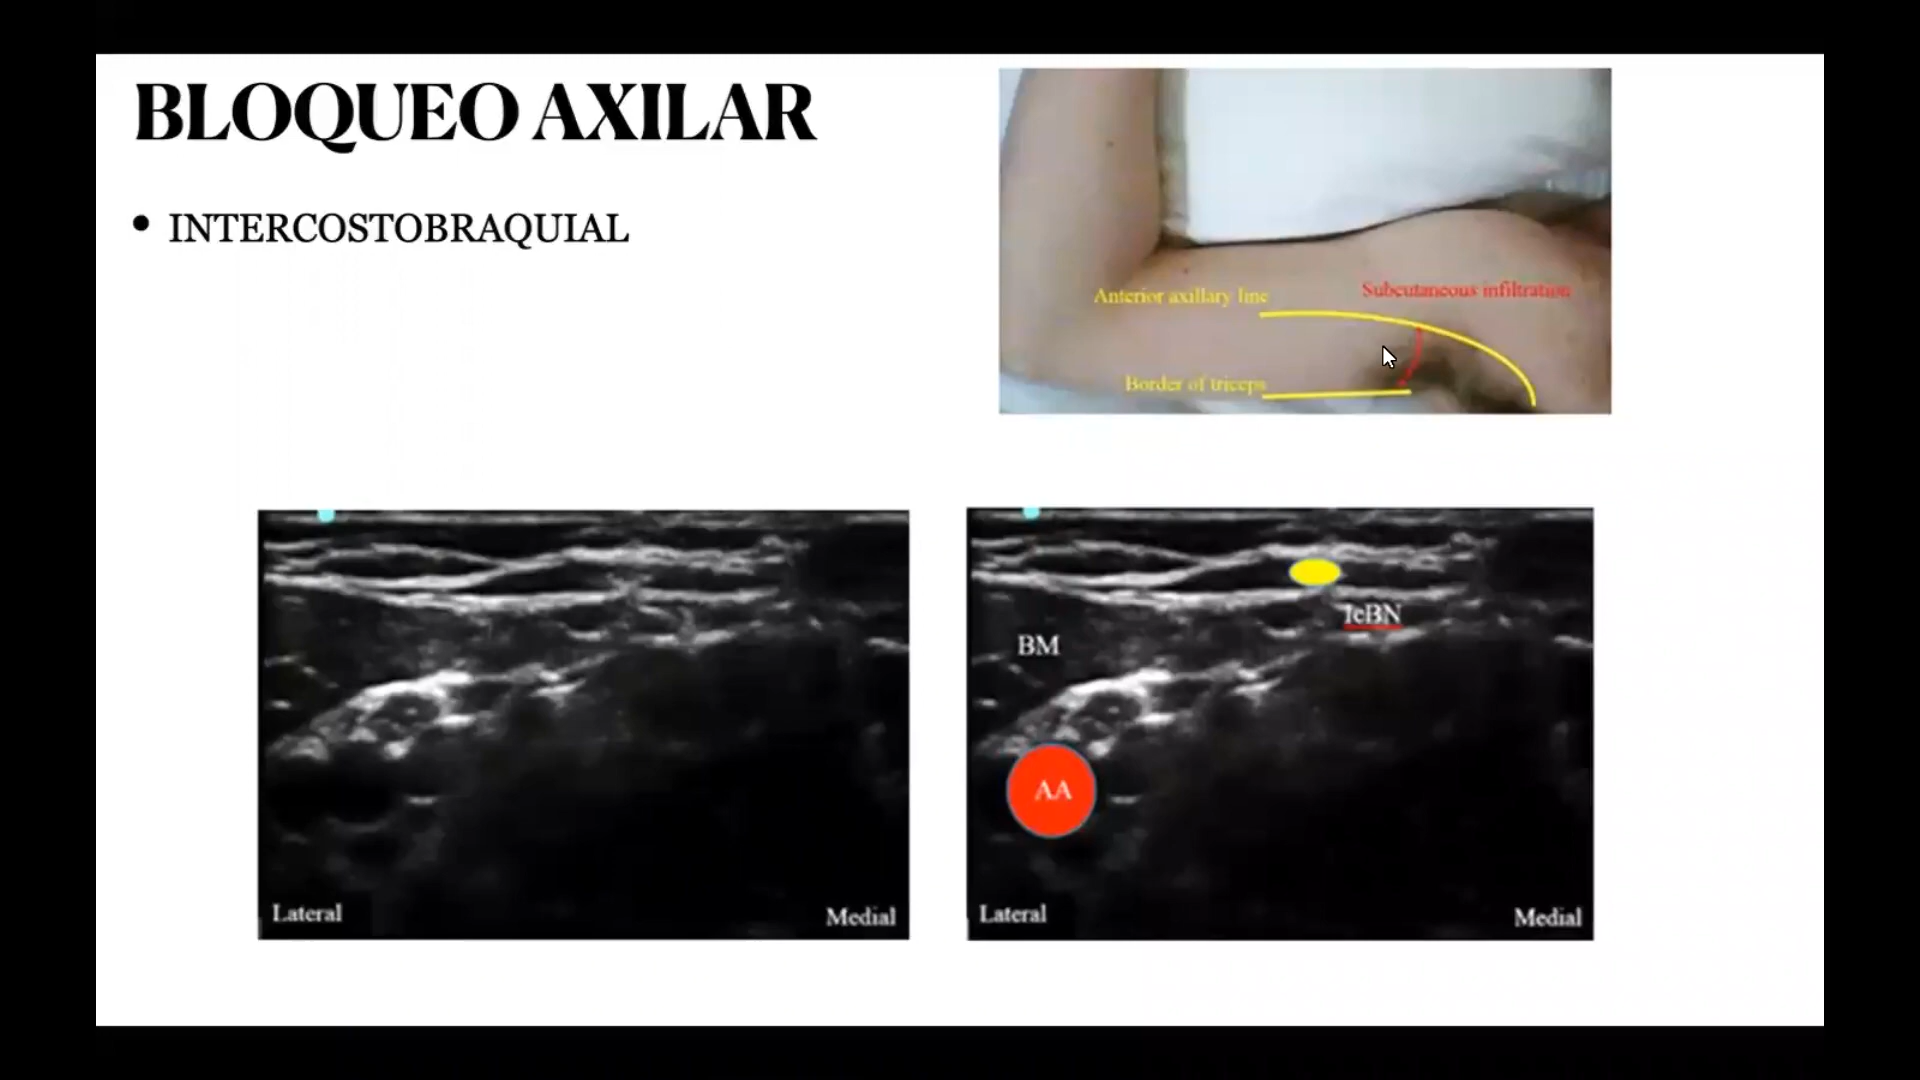 BLOQUEO AXILAR
• INTERCOSTOBRAQUIAL
Anterior axillary line
Subcutaneous infiltration
Border of triceps
Lateral
Medial
BM
IcBN
AA
Lateral
Medial